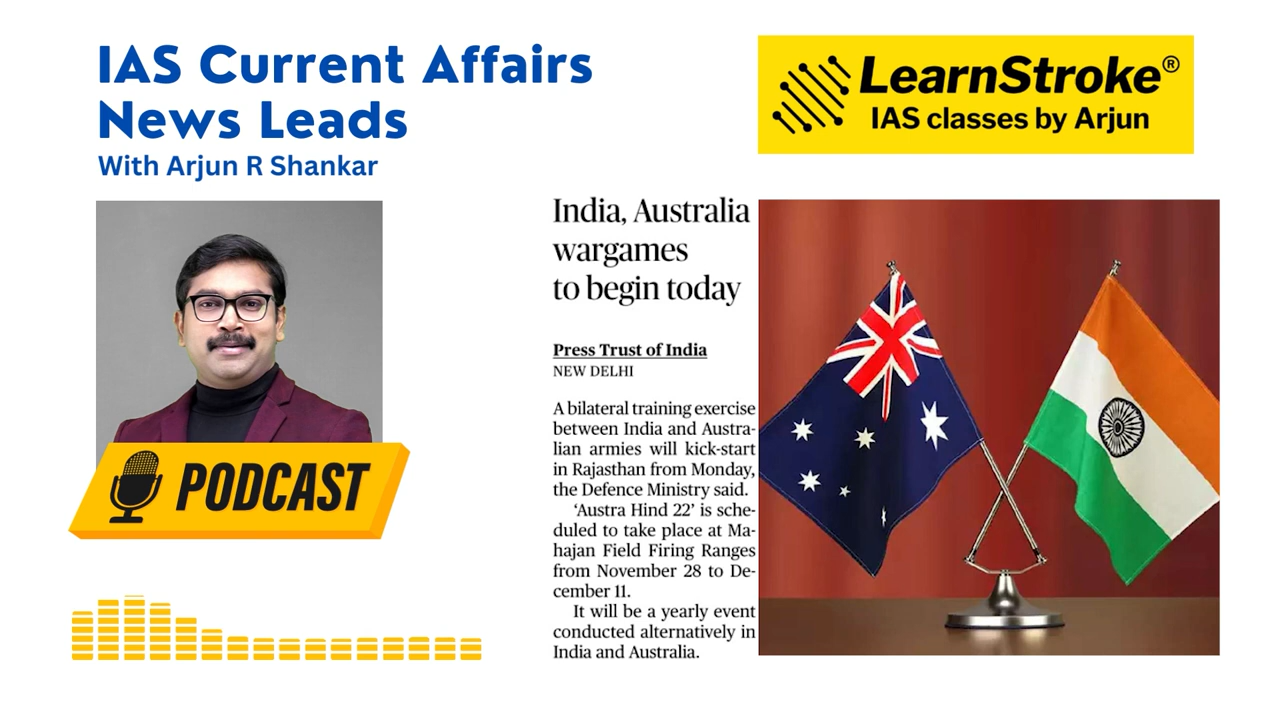 IAS Current Affairs
News Leads
With Arjun R Shankar
LearnStroke®
IAS classes by Arjun
PODCAST
India, Australia
wargames
to begin today
Press Trust of India
NEW DELHI
A bilateral training exercise
between India and Austra-
lian armies will kick-start
in Rajasthan from Monday,
the Defence Ministry said.
‘Austra Hind 22’ is sche-
duled to take place at Ma-
hajan Field Firing Ranges
from November 28 to De-
cember 11.
It will be a yearly event
conducted alternatively in
India and Australia.